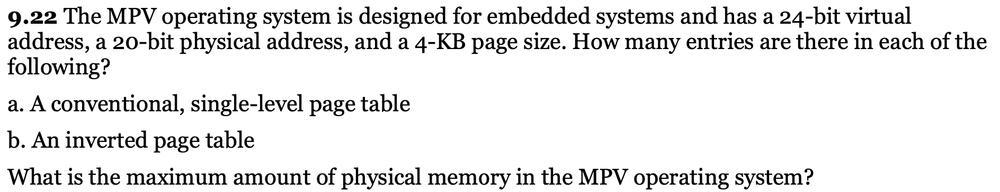 9.22 The MPV operating system is designed for embedded systems and has a 24-bit virtual
address, a 20-bit physical address, and a 4-KB page size. How many entries are there in each of the
following?
a. A conventional, single-level page table
b. An inverted page table
What is the maximum amount of physical memory in the MPV operating system?